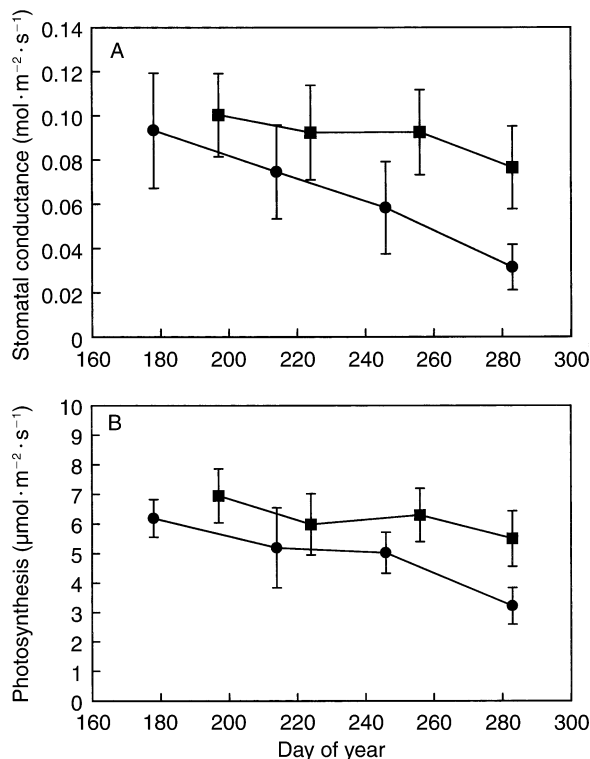 A
Stomatal conductance (mol · m⁻² · s⁻¹)
0.14
0.12
0.10
0.08
0.06
0.04
0.02
0
160 180 200 220 240 260 280 300
B
Photosynthesis (μmol · m⁻² · s⁻¹)
10
9
8
7
6
5
4
3
2
1
0
160 180 200 220 240 260 280 300
Day of year